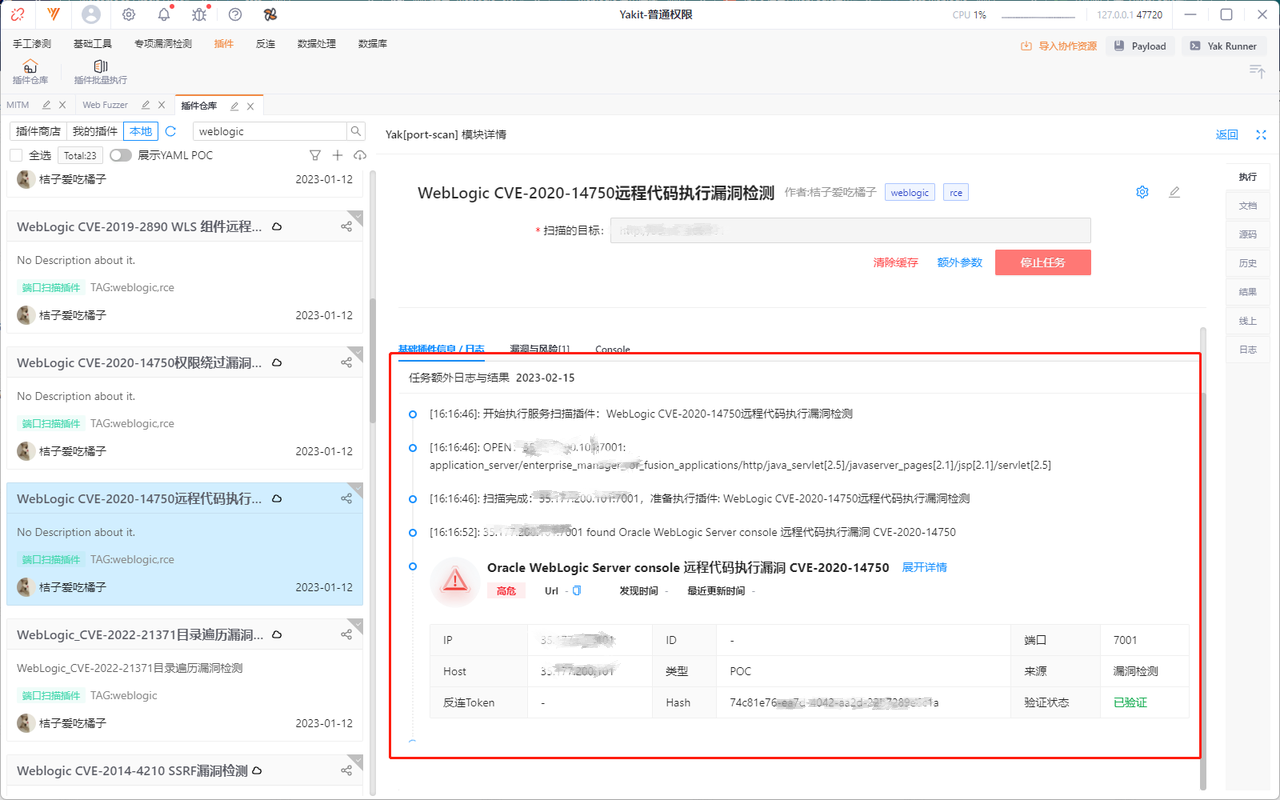 Yakit-普通权限
CPU 1%
127.0.0.1 47720
手工渗测 基础工具 专项漏洞检测 插件 反连 数据处理 数据库
导入协作资源 Payload Yak Runner
插件仓库 插件批量执行
MITM Web Fuzzer 插件仓库
插件商店 我的插件 本地 weblogic
全选 Total:23 展示YAML POC
桔子爱吃橘子 2023-01-12
WebLogic CVE-2019-2890 WLS 组件远程...
No Description about it.
端口扫描插件 TAG:weblogic,rce
桔子爱吃橘子 2023-01-12
WebLogic CVE-2020-14750权限绕过漏洞...
No Description about it.
端口扫描插件 TAG:weblogic,rce
桔子爱吃橘子 2023-01-12
WebLogic CVE-2020-14750远程代码执行...
No Description about it.
端口扫描插件 TAG:weblogic,rce
桔子爱吃橘子 2023-01-12
WebLogic_CVE-2022-21371目录遍历漏洞...
WebLogic_CVE-2022-21371目录遍历漏洞检测
端口扫描插件 TAG:weblogic
桔子爱吃橘子 2023-01-12
Weblogic CVE-2014-4210 SSRF漏洞检测
Yak[port-scan] 模块详情
返回
WebLogic CVE-2020-14750远程代码执行漏洞检测 作者:桔子爱吃橘子 weblogic rce
* 扫描的目标:
清除缓存 额外参数 停止任务
执行
文档
源码
历史
结果
线上
日志
基础插件信息 / 日志 漏洞与风险[1] Console
任务额外日志与结果 2023-02-15
[16:16:46]: 开始执行服务扫描插件：WebLogic CVE-2020-14750远程代码执行漏洞检测
[16:16:46]: OPEN: :7001:
application_server/enterprise_manager_for_fusion_applications/http/java_servlet[2.5]/javaserver_pages[2.1]/jsp[2.1]/servlet[2.5]
[16:16:46]: 扫描完成: :7001，准备执行插件: WebLogic CVE-2020-14750远程代码执行漏洞检测
[16:16:52]: :7001 found Oracle WebLogic Server console 远程代码执行漏洞 CVE-2020-14750
Oracle WebLogic Server console 远程代码执行漏洞 CVE-2020-14750 展开详情
高危 Url - 发现时间 - 最近更新时间 -
IP ID - 端口 7001
Host 类型 POC 来源 漏洞检测
反连Token - Hash 74c81e76 验证状态 已验证